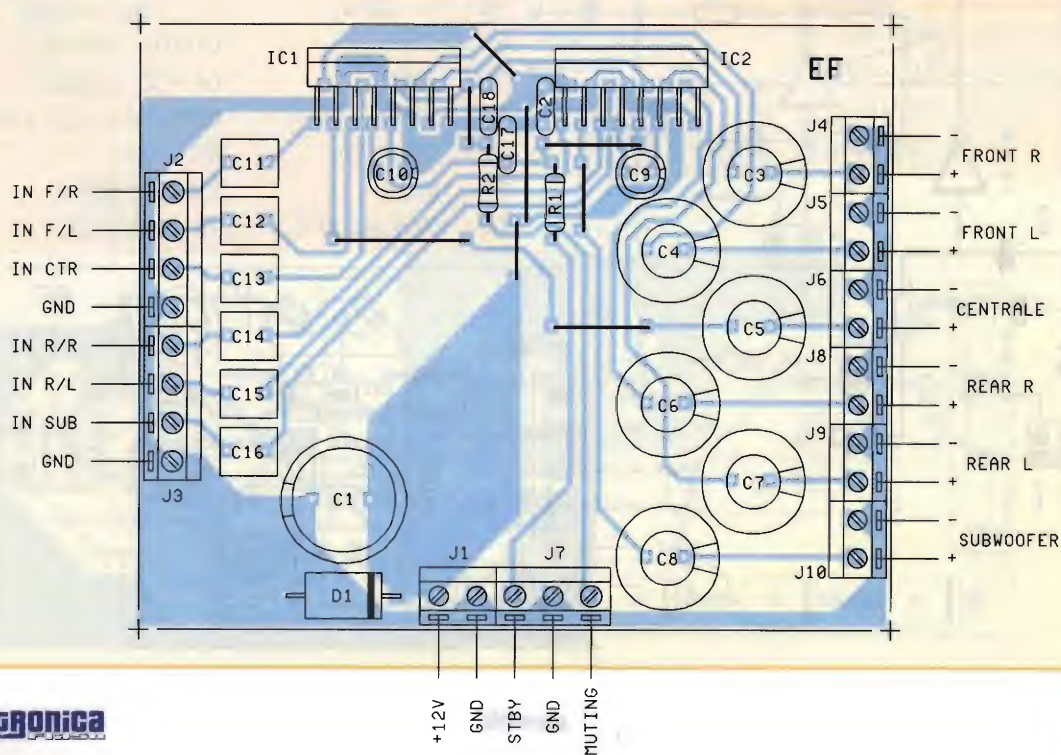 IC1
IC2
EF
C18
C2
C17
J4
-
FRONT R
+
J2
C11
C10
R2
R1
C9
C3
J5
-
FRONT L
+
IN F/R
IN F/L
C12
C4
IN CTR
C13
J6
-
CENTRALE
+
GND
C5
IN R/R
C14
J8
-
REAR R
+
IN R/L
C15
C6
IN SUB
C16
J9
-
REAR L
+
GND
C7
J3
C1
-
SUBWOOFER
+
J1
J7
C8
J10
D1
+12V
GND
STBY
GND
MUTING